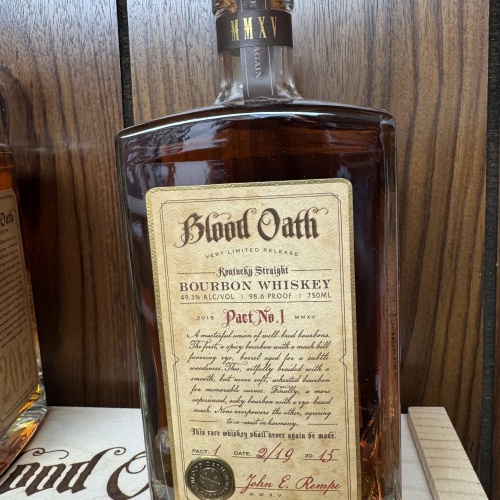 MMXV
AGAIN
Blood Oath
VERY LIMITED RELEASE
Kentucky Straight
BOURBON WHISKEY
49.3% ALC/VOL | 98.6 PROOF | 750ML
2015 Pact No.1 MMXV
A masterful union of well-bred bourbons.
The first, a spicy bourbon with a mash bill
favoring rye, barrel aged for a subtle
woodiness. This, artfully braided with a
smooth, but never soft, wheated bourbon
for memorable curves. Finally, a more
experienced, oaky bourbon with a rye-based
mash. None overpowers the other, agreeing
to co-exist in harmony.
This rare whiskey shall never again be made.
PACT: 1 DATE: 2/19 20 15
John E. Rempe
M.M.X.V.
Blood Oath